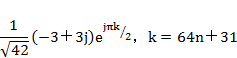 1/√42 (-3+3j)e^{jπk/2}, k = 64n+31